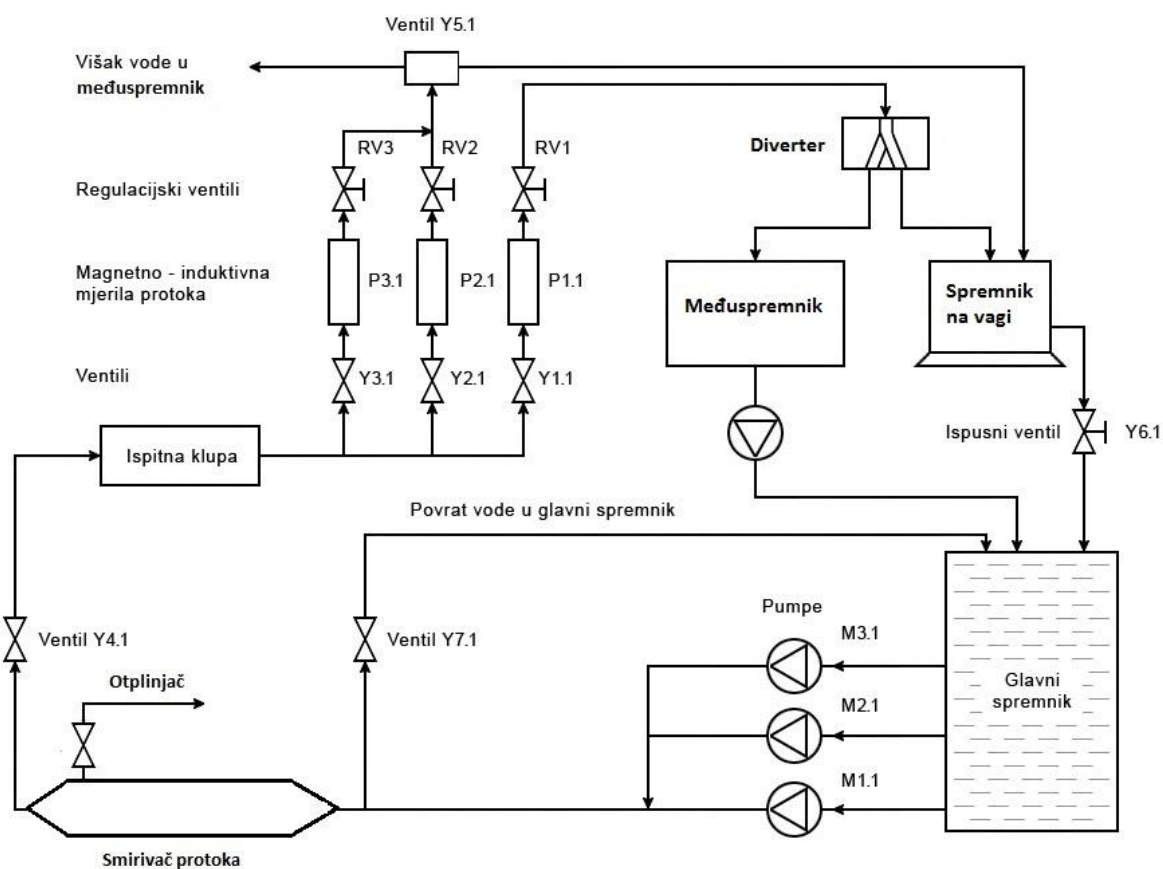 Ventil Y5.1
Višak vode u
međuspremnik
RV3
RV2
RV1
Diverter
Regulacijski ventili
Magnetno - induktivna
mjerila protoka
P3.1
P2.1
P1.1
Međuspremnik
Spremnik
na vagi
Ventili
Y3.1
Y2.1
Y1.1
Ispitna klupa
Ispusni ventil
Y6.1
Povrat vode u glavni spremnik
Pumpe
Ventil Y4.1
Ventil Y7.1
M3.1
Otplinjač
Glavni
spremnik
M2.1
M1.1
Smirivač protoka